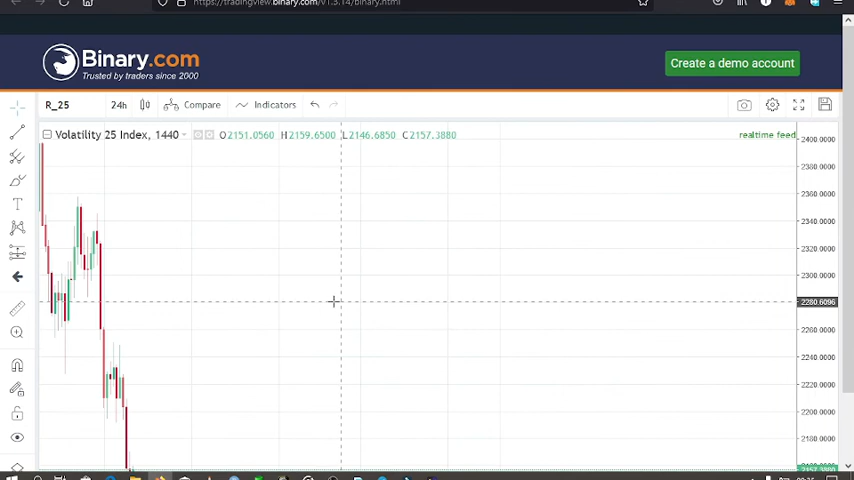 https://tradingview.binary.com/v1.3.14/binary.html
Binary.com
Trusted by traders since 2000
Create a demo account
R_25 24h Compare Indicators
Volatility 25 Index, 1440 O2151.0560 H2159.6500 L2146.6850 C2157.3880
realtime feed
2400.0000
2380.0000
2360.0000
2340.0000
2320.0000
2300.0000
2280.6096
2260.0000
2240.0000
2220.0000
2200.0000
2180.0000
2157.3880